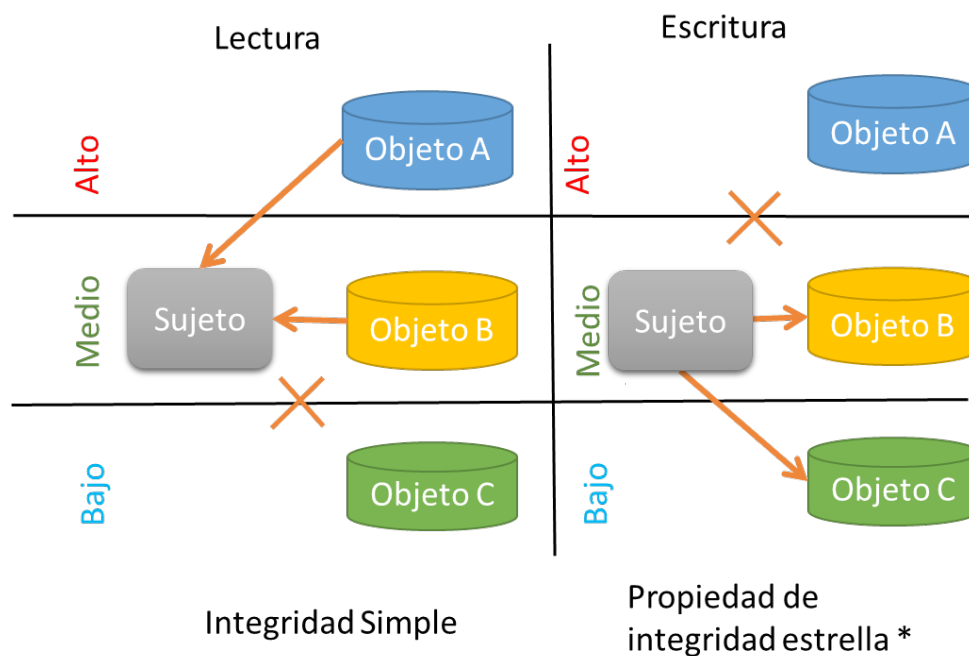 Lectura
Escritura
Alto
Objeto A
Alto
Objeto A
Medio
Sujeto
Objeto B
Medio
Sujeto
Objeto B
Bajo
Objeto C
Bajo
Objeto C
Integridad Simple
Propiedad de
integridad estrella *